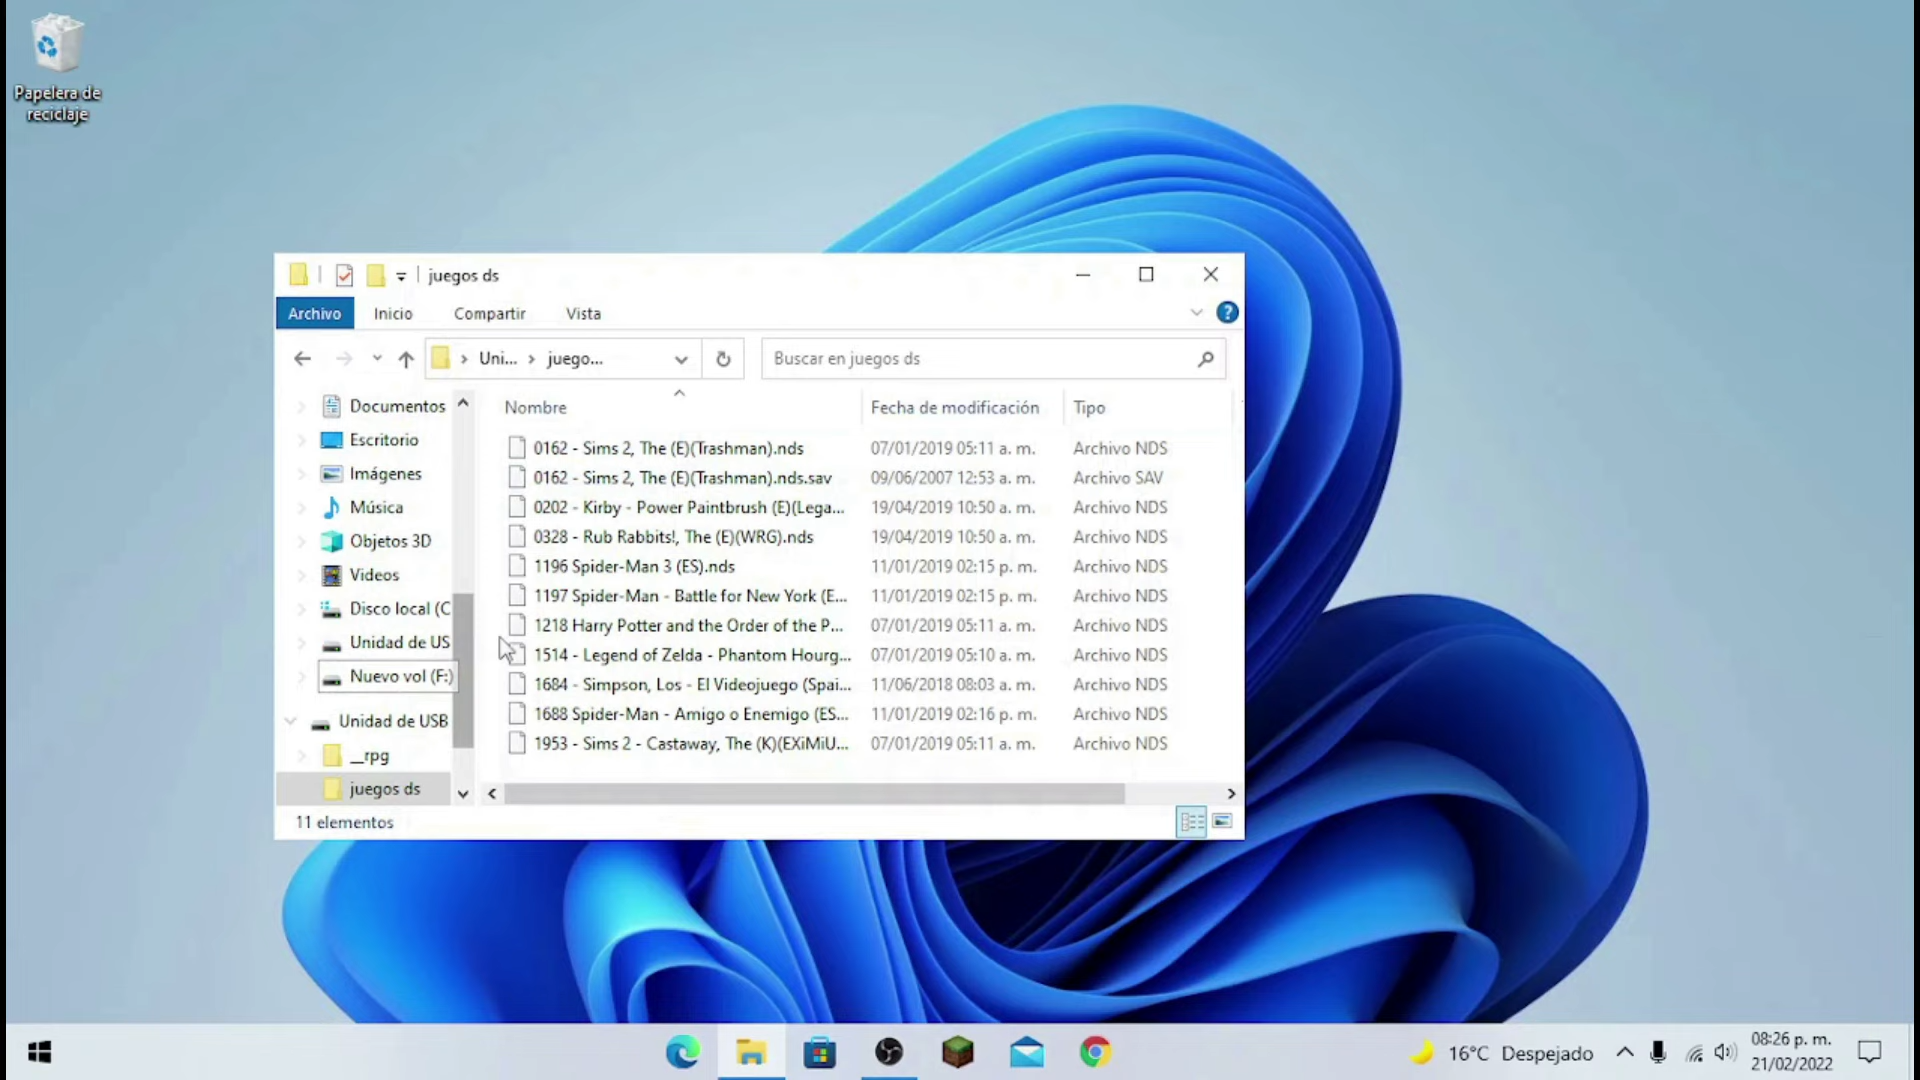 Papelera de
reciclaje
juegos ds
Archivo Inicio Compartir Vista
Uni... juego... Buscar en juegos ds
Documentos
Escritorio
Imágenes
Música
Objetos 3D
Videos
Disco local (C
Unidad de US
Nuevo vol (F:)
Unidad de USB
__rpg
juegos ds
Nombre Fecha de modificación Tipo
0162 - Sims 2, The (E)(Trashman).nds 07/01/2019 05:11 a. m. Archivo NDS
0162 - Sims 2, The (E)(Trashman).nds.sav 09/06/2007 12:53 a. m. Archivo SAV
0202 - Kirby - Power Paintbrush (E)(Lega... 19/04/2019 10:50 a. m. Archivo NDS
0328 - Rub Rabbits!, The (E)(WRG).nds 19/04/2019 10:50 a. m. Archivo NDS
1196 Spider-Man 3 (ES).nds 11/01/2019 02:15 p. m. Archivo NDS
1197 Spider-Man - Battle for New York (E... 11/01/2019 02:15 p. m. Archivo NDS
1218 Harry Potter and the Order of the P... 07/01/2019 05:11 a. m. Archivo NDS
1514 - Legend of Zelda - Phantom Hourg... 07/01/2019 05:10 a. m. Archivo NDS
1684 - Simpson, Los - El Videojuego (Spai... 11/06/2018 08:03 a. m. Archivo NDS
1688 Spider-Man - Amigo o Enemigo (ES... 11/01/2019 02:16 p. m. Archivo NDS
1953 - Sims 2 - Castaway, The (K)(EXiMiU... 07/01/2019 05:11 a. m. Archivo NDS
11 elementos
16°C Despejado
08:26 p. m.
21/02/2022